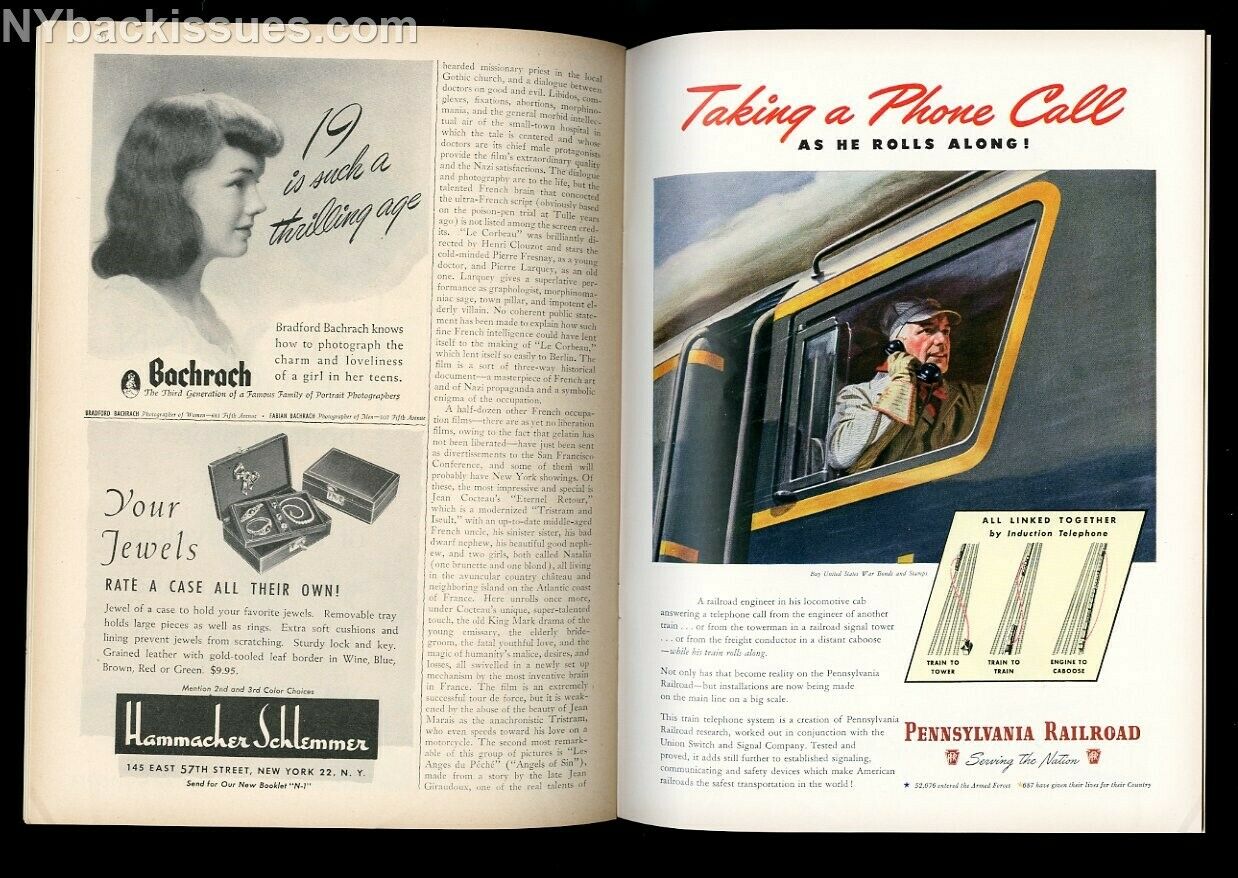 NYbackissues.com
19
is such a
thrilling age
Bradford Bachrach knows
how to photograph the
charm and loveliness
of a girl in her teens.
Bachrach
The Third Generation of a Famous Family of Portrait Photographers
BRADFORD BACHRACH Photographer of Women—661 Fifth Avenue • FABIAN BACHRACH Photographer of Men—507 Fifth Avenue
Your
Jewels
RATE A CASE ALL THEIR OWN!
Jewel of a case to hold your favorite jewels. Removable tray
holds large pieces as well as rings. Extra soft cushions and
lining prevent jewels from scratching. Sturdy lock and key.
Grained leather with gold-tooled leaf border in Wine, Blue,
Brown, Red or Green. $9.95.
Mention 2nd and 3rd Color Choices
Hammacher Schlemmer
145 EAST 57TH STREET, NEW YORK 22, N. Y.
Send for Our New Booklet "N-1"
bearded missionary priest in the local
Gothic church, and a dialogue between
doctors on good and evil. Libidos, com-
plexes, fixations, abortions, morphino-
mania, and the general morbid intellec-
tual air of the small-town hospital in
which the tale is centered and whose
doctors are its chief male protagonists
provide the film's extraordinary quality
and the Nazi satisfactions. The dialogue
and photography are to the life, but the
talented French brain that concocted
the ultra-French script (obviously based
on the poison-pen trial at Tulle years
ago) is not listed among the screen cred-
its. "Le Corbeau" was brilliantly di-
rected by Henri Clouzot and stars the
cold-minded Pierre Fresnay, as a young
doctor, and Pierre Larquey, as an old
one. Larquey gives a superlative per-
formance as graphologist, morphinoma-
niac sage, town pillar, and impotent el-
derly villain. No coherent public state-
ment has been made to explain how such
fine French intelligence could have lent
itself to the making of "Le Corbeau,"
which lent itself so easily to Berlin. The
film is a sort of three-way historical
document—a masterpiece of French art
and of Nazi propaganda and a symbolic
enigma of the occupation.
A half-dozen other French occupa-
tion films—there are as yet no liberation
films, owing to the fact that gelatin has
not been liberated—have just been sent
as divertissements to the San Francisco
Conference, and some of them will
probably have New York showings. Of
these, the most impressive and special is
Jean Cocteau's "Eternel Retour,"
which is a modernized "Tristram and
Iseult," with an up-to-date middle-aged
French uncle, his sinister sister, his bad
dwarf nephew, his beautiful good neph-
ew, and two girls, both called Natalia
(one brunette and one blond), all living
in the avuncular country château and
neighboring island on the Atlantic coast
of France. Here unrolls once more,
under Cocteau's unique, super-talented
touch, the old King Mark drama of the
young emissary, the elderly bride-
groom, the fatal youthful love, and the
magic of humanity's malice, desires, and
losses, all swivelled in a newly set up
mechanism by the most inventive brain
in France. The film is an extremely
successful tour de force, but it is weak-
ened by the abuse of the beauty of Jean
Marais as the anachronistic Tristram,
who even speeds toward his love on a
motorcycle. The second most remark-
able of this group of pictures is "Les
Anges du Péché" ("Angels of Sin"),
made from a story by the late Jean
Giraudoux, one of the real talents of
Taking a Phone Call
AS HE ROLLS ALONG!
Buy United States War Bonds and Stamps
ALL LINKED TOGETHER
by Induction Telephone
TRAIN TO
TOWER
TRAIN TO
TRAIN
ENGINE TO
CABOOSE
A railroad engineer in his locomotive cab
answering a telephone call from the engineer of another
train . . . or from the towerman in a railroad signal tower
. . . or from the freight conductor in a distant caboose
—while his train rolls along.
Not only has that become reality on the Pennsylvania
Railroad—but installations are now being made
on the main line on a big scale.
This train telephone system is a creation of Pennsylvania
Railroad research, worked out in conjunction with the
Union Switch and Signal Company. Tested and
proved, it adds still further to established signaling,
communicating and safety devices which make American
railroads the safest transportation in the world!
PENNSYLVANIA RAILROAD
Serving the Nation
★ 52,076 entered the Armed Forces ★ 687 have given their lives for their Country